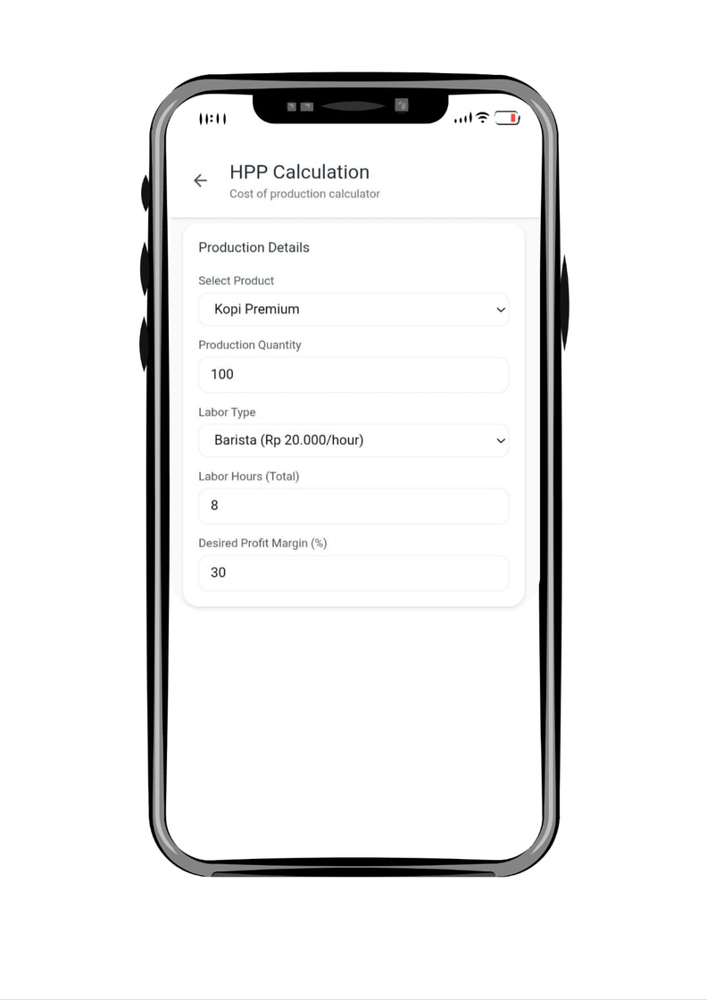 11:11
HPP Calculation
Cost of production calculator
Production Details
Select Product
Kopi Premium
Production Quantity
100
Labor Type
Barista (Rp 20.000/hour)
Labor Hours (Total)
8
Desired Profit Margin (%)
30